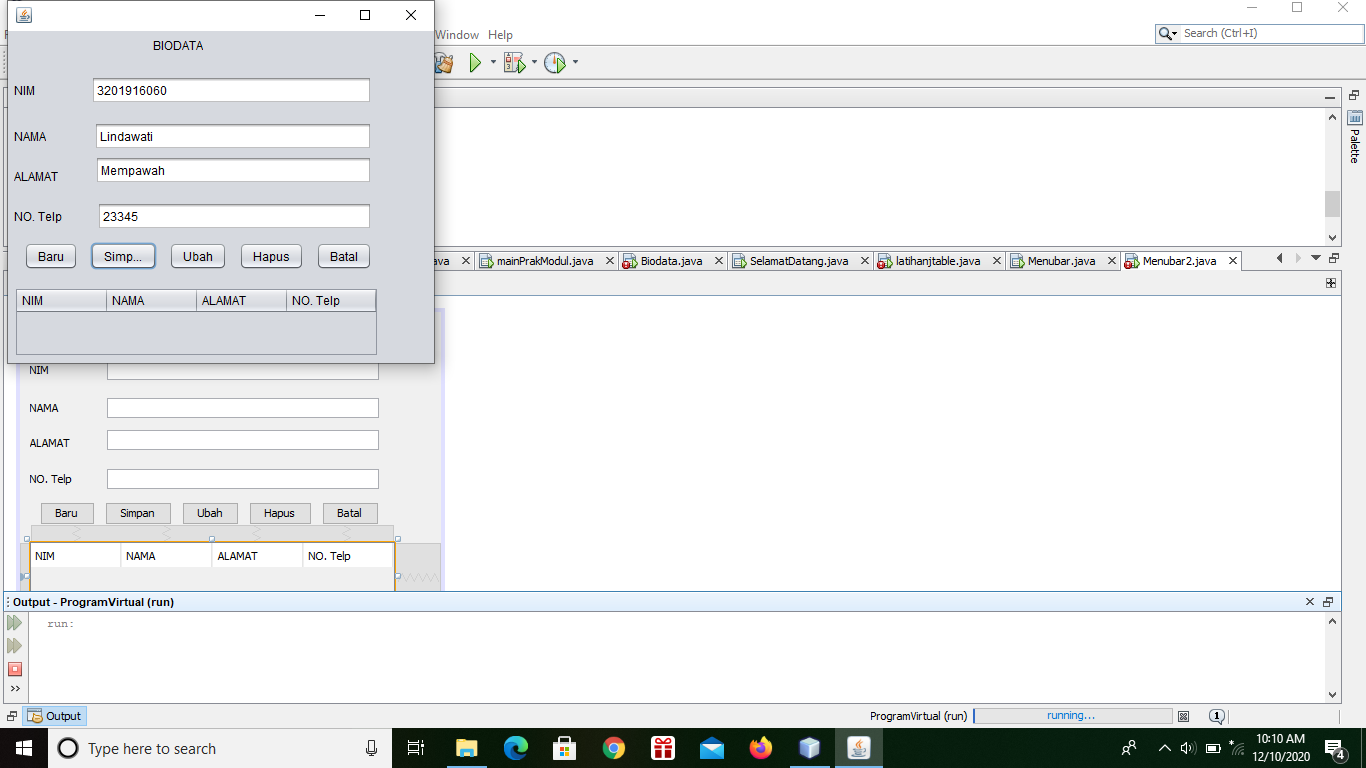 BIODATA
NIM 3201916060
NAMA Lindawati
ALAMAT Mempawah
NO. Telp 23345
Baru Simp... Ubah Hapus Batal
NIM NAMA ALAMAT NO. Telp
Window Help
Search (Ctrl+I)
Palette
ava mainPrakModul.java Biodata.java SelamatDatang.java latihanjtable.java Menubar.java Menubar2.java
NIM
NAMA
ALAMAT
NO. Telp
Baru Simpan Ubah Hapus Batal
NIM NAMA ALAMAT NO. Telp
Output - ProgramVirtual (run)
run:
Output
ProgramVirtual (run) running... 1
Type here to search
10:10 AM
12/10/2020
4